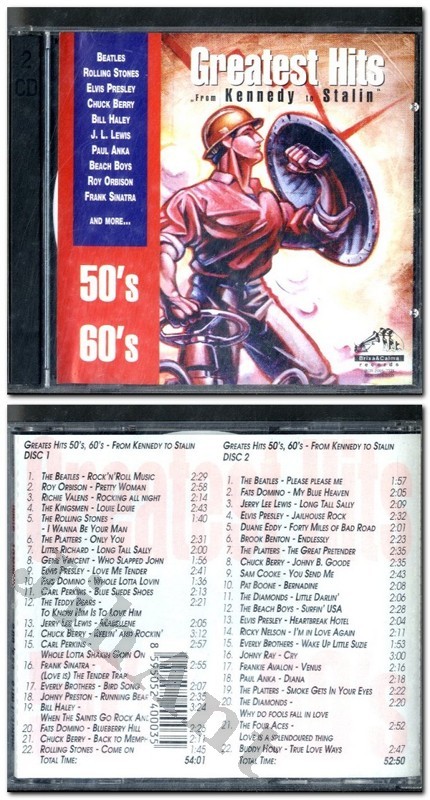 2
CD
BEATLES
ROLLING STONES
ELVIS PRESLEY
CHUCK BERRY
BILL HALEY
J. L. LEWIS
PAUL ANKA
BEACH BOYS
ROY ORBISON
FRANK SINATRA
AND MORE...
Greatest Hits
„From Kennedy to Stalin"
50's
60's
Brixa&Calma
records
GREATES HITS 50'S, 60'S - FROM KENNEDY TO STALIN
DISC 1
1. THE BEATLES - ROCK'N'ROLL MUSIC 2:29
2. ROY ORBISON - PRETTY WOMAN 2:58
3. RICHIE VALENS - ROCKING ALL NIGHT 2:14
4. THE KINGSMEN - LOUIE LOUIE 2:43
5. THE ROLLING STONES 1:40
- I WANNA BE YOUR MAN
6. THE PLATTERS - ONLY YOU 2:31
7. LITTLE RICHARD - LONG TALL SALLY 2:10
8. GENE VINCENT - WHO SLAPPED JOHN 1:56
9. ELVIS PRESLEY - LOVE ME TENDER 2:41
10. FATS DOMINO - WHOLE LOTTA LOVIN 1:36
11. CARL PERKINS - BLUE SUEDE SHOES 2:13
12. THE TEDDY BEARS - 2:22
TO KNOW HIM IS TO LOVE HIM
13. JERRY LEE LEWIS - MABELLENE 2:05
14. CHUCK BERRY - REELIN' AND ROCKIN' 3:12
15. CARL PERKINS - 2:57
WHOLE LOTTA SHAKIN GOIN ON
16. FRANK SINATRA - 2:55
(LOVE IS) THE TENDER TRAP
17. EVERLY BROTHERS - BIRD SONG 2:07
18. JOHNY PRESTON - RUNNING BEAR 2:35
19. BILL HALEY - 3:24
WHEN THE SAINTS GO ROCK AND
20. FATS DOMINO - BLUEBERRY HILL 2:26
21. CHUCK BERRY - BACK TO MEMP 2:36
22. ROLLING STONES - COME ON 1:45
TOTAL TIME: 54:01
8 595051 400035
GREATES HITS 50'S, 60'S - FROM KENNEDY TO STALIN
DISC 2
1. THE BEATLES - PLEASE PLEASE ME 1:57
2. FATS DOMINO - MY BLUE HEAVEN 2:05
3. JERRY LEE LEWIS - LONG TALL SALLY 2:09
4. ELVIS PRESLEY - JAILHOUSE ROCK 2:32
5. DUANE EDDY - FORTY MILES OF BAD ROAD 2:01
6. BROOK BENTON - ENDLESSLY 2:23
7. THE PLATTERS - THE GREAT PRETENDER 2:35
8. CHUCK BERRY - JOHNY B. GOODE 2:35
9. SAM COOKE - YOU SEND ME 2:43
10. PAT BOONE - BERNADINE 2:08
11. THE DIAMONDS - LITTLE DARLIN' 2:06
12. THE BEACH BOYS - SURFIN' USA 2:28
13. ELVIS PRESLEY - HEARTBREAK HOTEL 2:04
14. RICKY NELSON - I'M IN LOVE AGAIN 2:11
15. EVERLY BROTHERS - WAKE UP LITTLE SUZIE 1:53
16. JOHNY RAY - CRY 3:00
17. FRANKIE AVALON - VENUS 2:16
18. PAUL ANKA - DIANA 2:18
19. THE PLATTERS - SMOKE GETS IN YOUR EYES 2:22
20. THE DIAMONDS - 2:20
WHY DO FOOLS FALL IN LOVE
21. THE FOUR ACES - 2:53
LOVE IS A SPLENDOURED THING
22. BUDDY HOLLY - TRUE LOVE WAYS 2:47
TOTAL TIME: 52:50